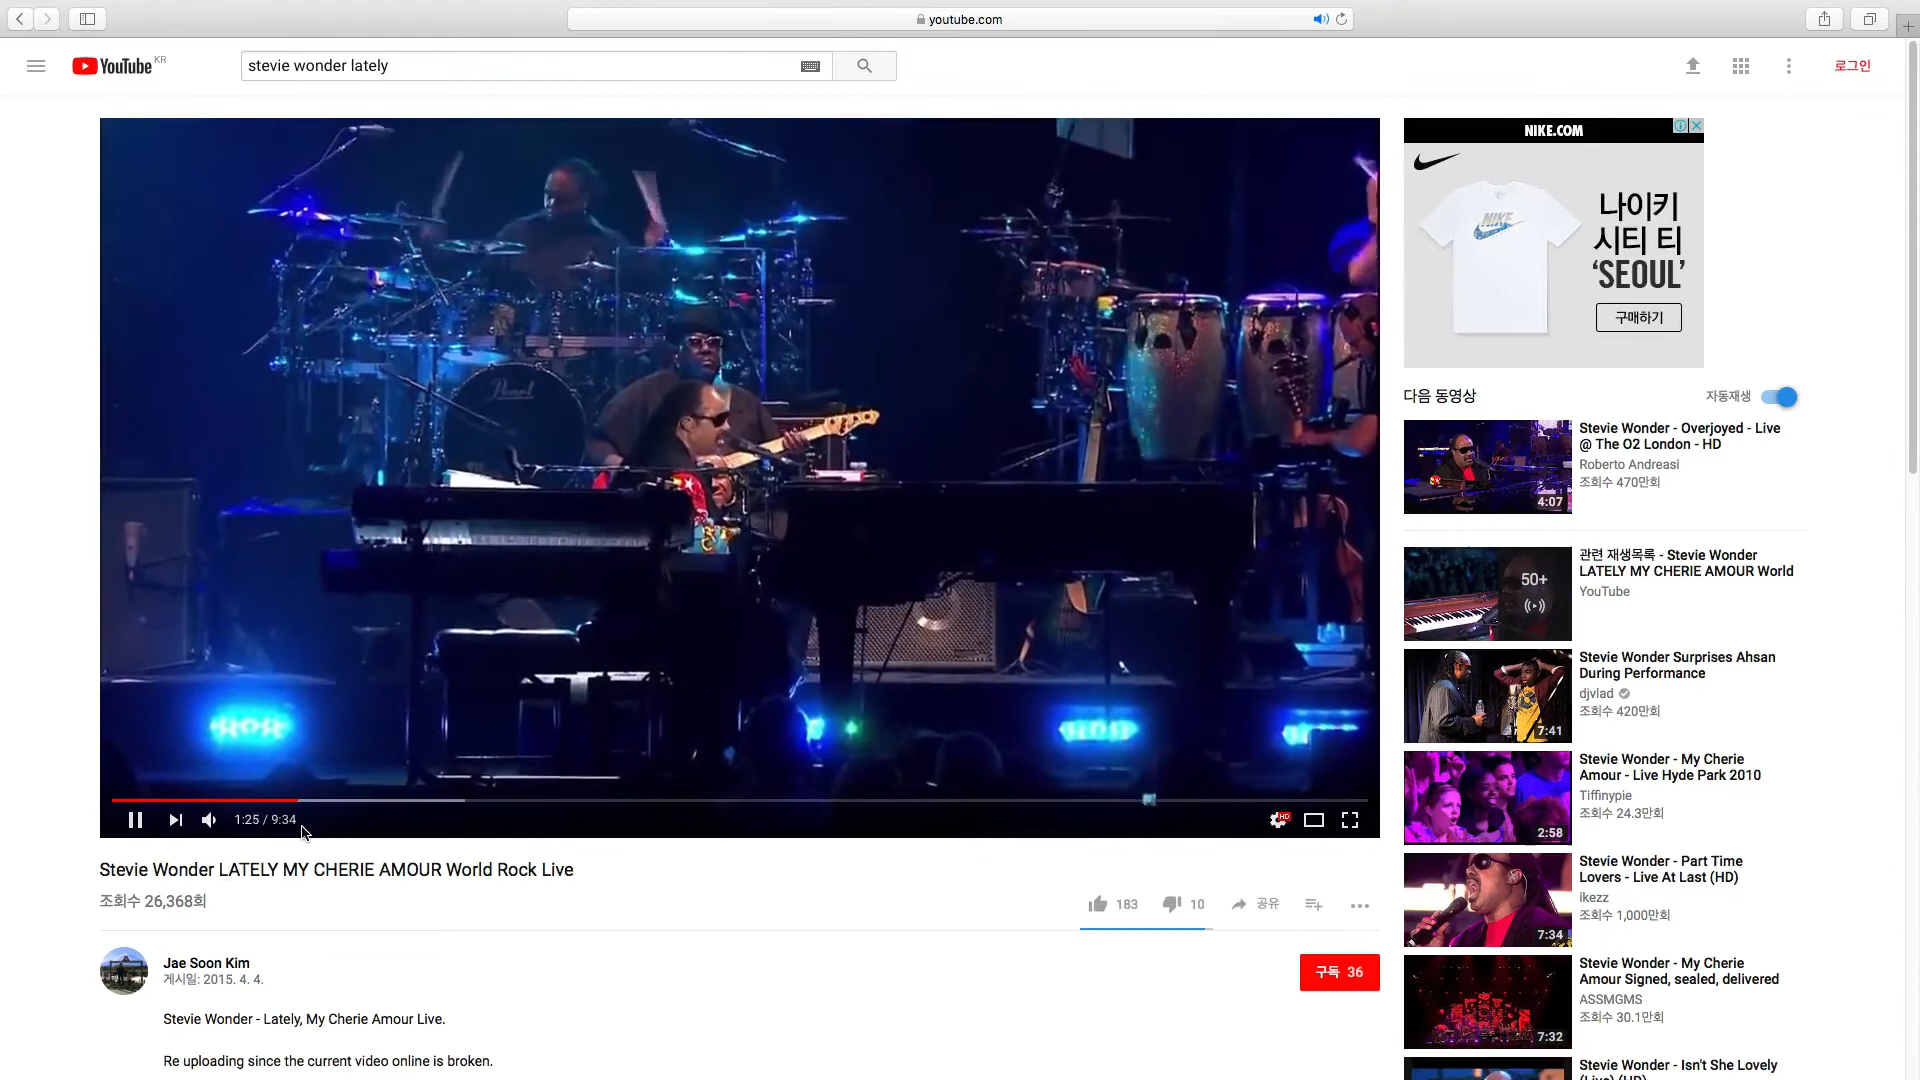 youtube.com
YouTube KR
stevie wonder lately
로그인
Pearl
1:25 / 9:34
HD
Stevie Wonder LATELY MY CHERIE AMOUR World Rock Live
조회수 26,368회
183
10
공유
Jae Soon Kim
게시일: 2015. 4. 4.
구독 36
Stevie Wonder - Lately, My Cherie Amour Live.
Re uploading since the current video online is broken.
NIKE.COM
NIKE
나이키
시티 티
‘SEOUL’
구매하기
다음 동영상
자동재생
4:07
Stevie Wonder - Overjoyed - Live
@ The O2 London - HD
Roberto Andreasi
조회수 470만회
50+
관련 재생목록 - Stevie Wonder
LATELY MY CHERIE AMOUR World
YouTube
7:41
Stevie Wonder Surprises Ahsan
During Performance
djvlad
조회수 420만회
2:58
Stevie Wonder - My Cherie
Amour - Live Hyde Park 2010
Tiffinypie
조회수 24.3만회
7:34
Stevie Wonder - Part Time
Lovers - Live At Last (HD)
ikezz
조회수 1,000만회
7:32
Stevie Wonder - My Cherie
Amour Signed, sealed, delivered
ASSMGMS
조회수 30.1만회
Stevie Wonder - Isn't She Lovely